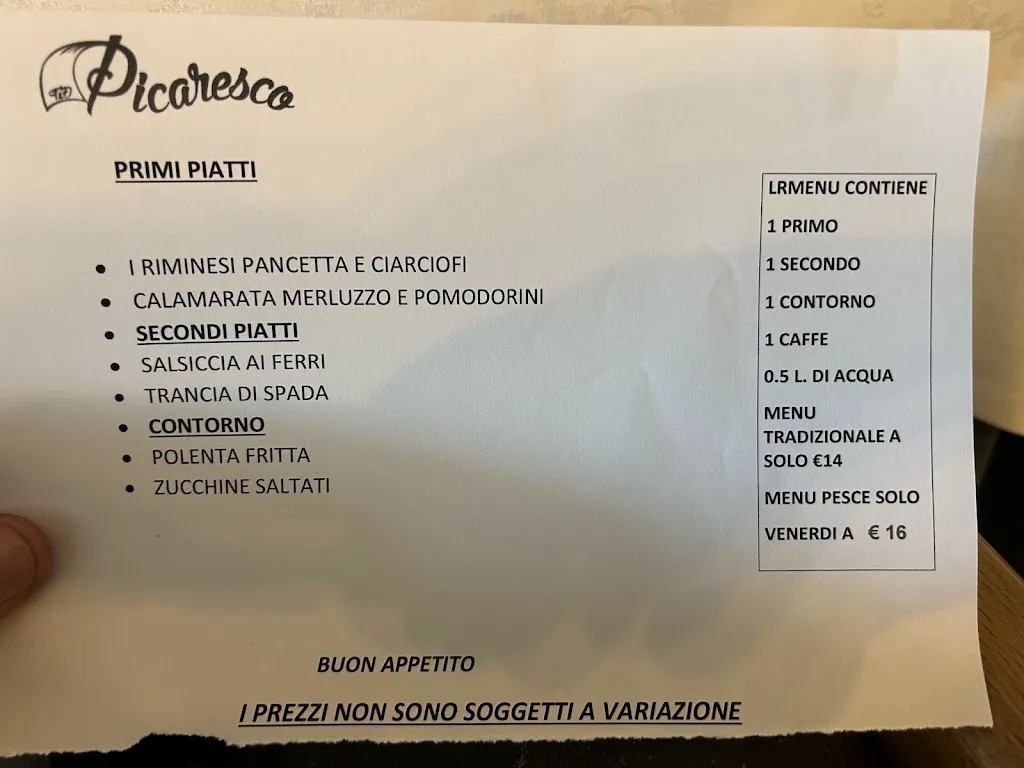 Picaresco
PRIMI PIATTI
• I RIMINESI PANCETTA E CIARCIOFI
• CALAMARATA MERLUZZO E POMODORINI
• SECONDI PIATTI
• SALSICCIA AI FERRI
• TRANCIA DI SPADA
• CONTORNO
• POLENTA FRITTA
• ZUCCHINE SALTATI
LRMENU CONTIENE
1 PRIMO
1 SECONDO
1 CONTORNO
1 CAFFE
0.5 L. DI ACQUA
MENU
TRADIZIONALE A
SOLO €14
MENU PESCE SOLO
VENERDI A € 16
BUON APPETITO
I PREZZI NON SONO SOGGETTI A VARIAZIONE